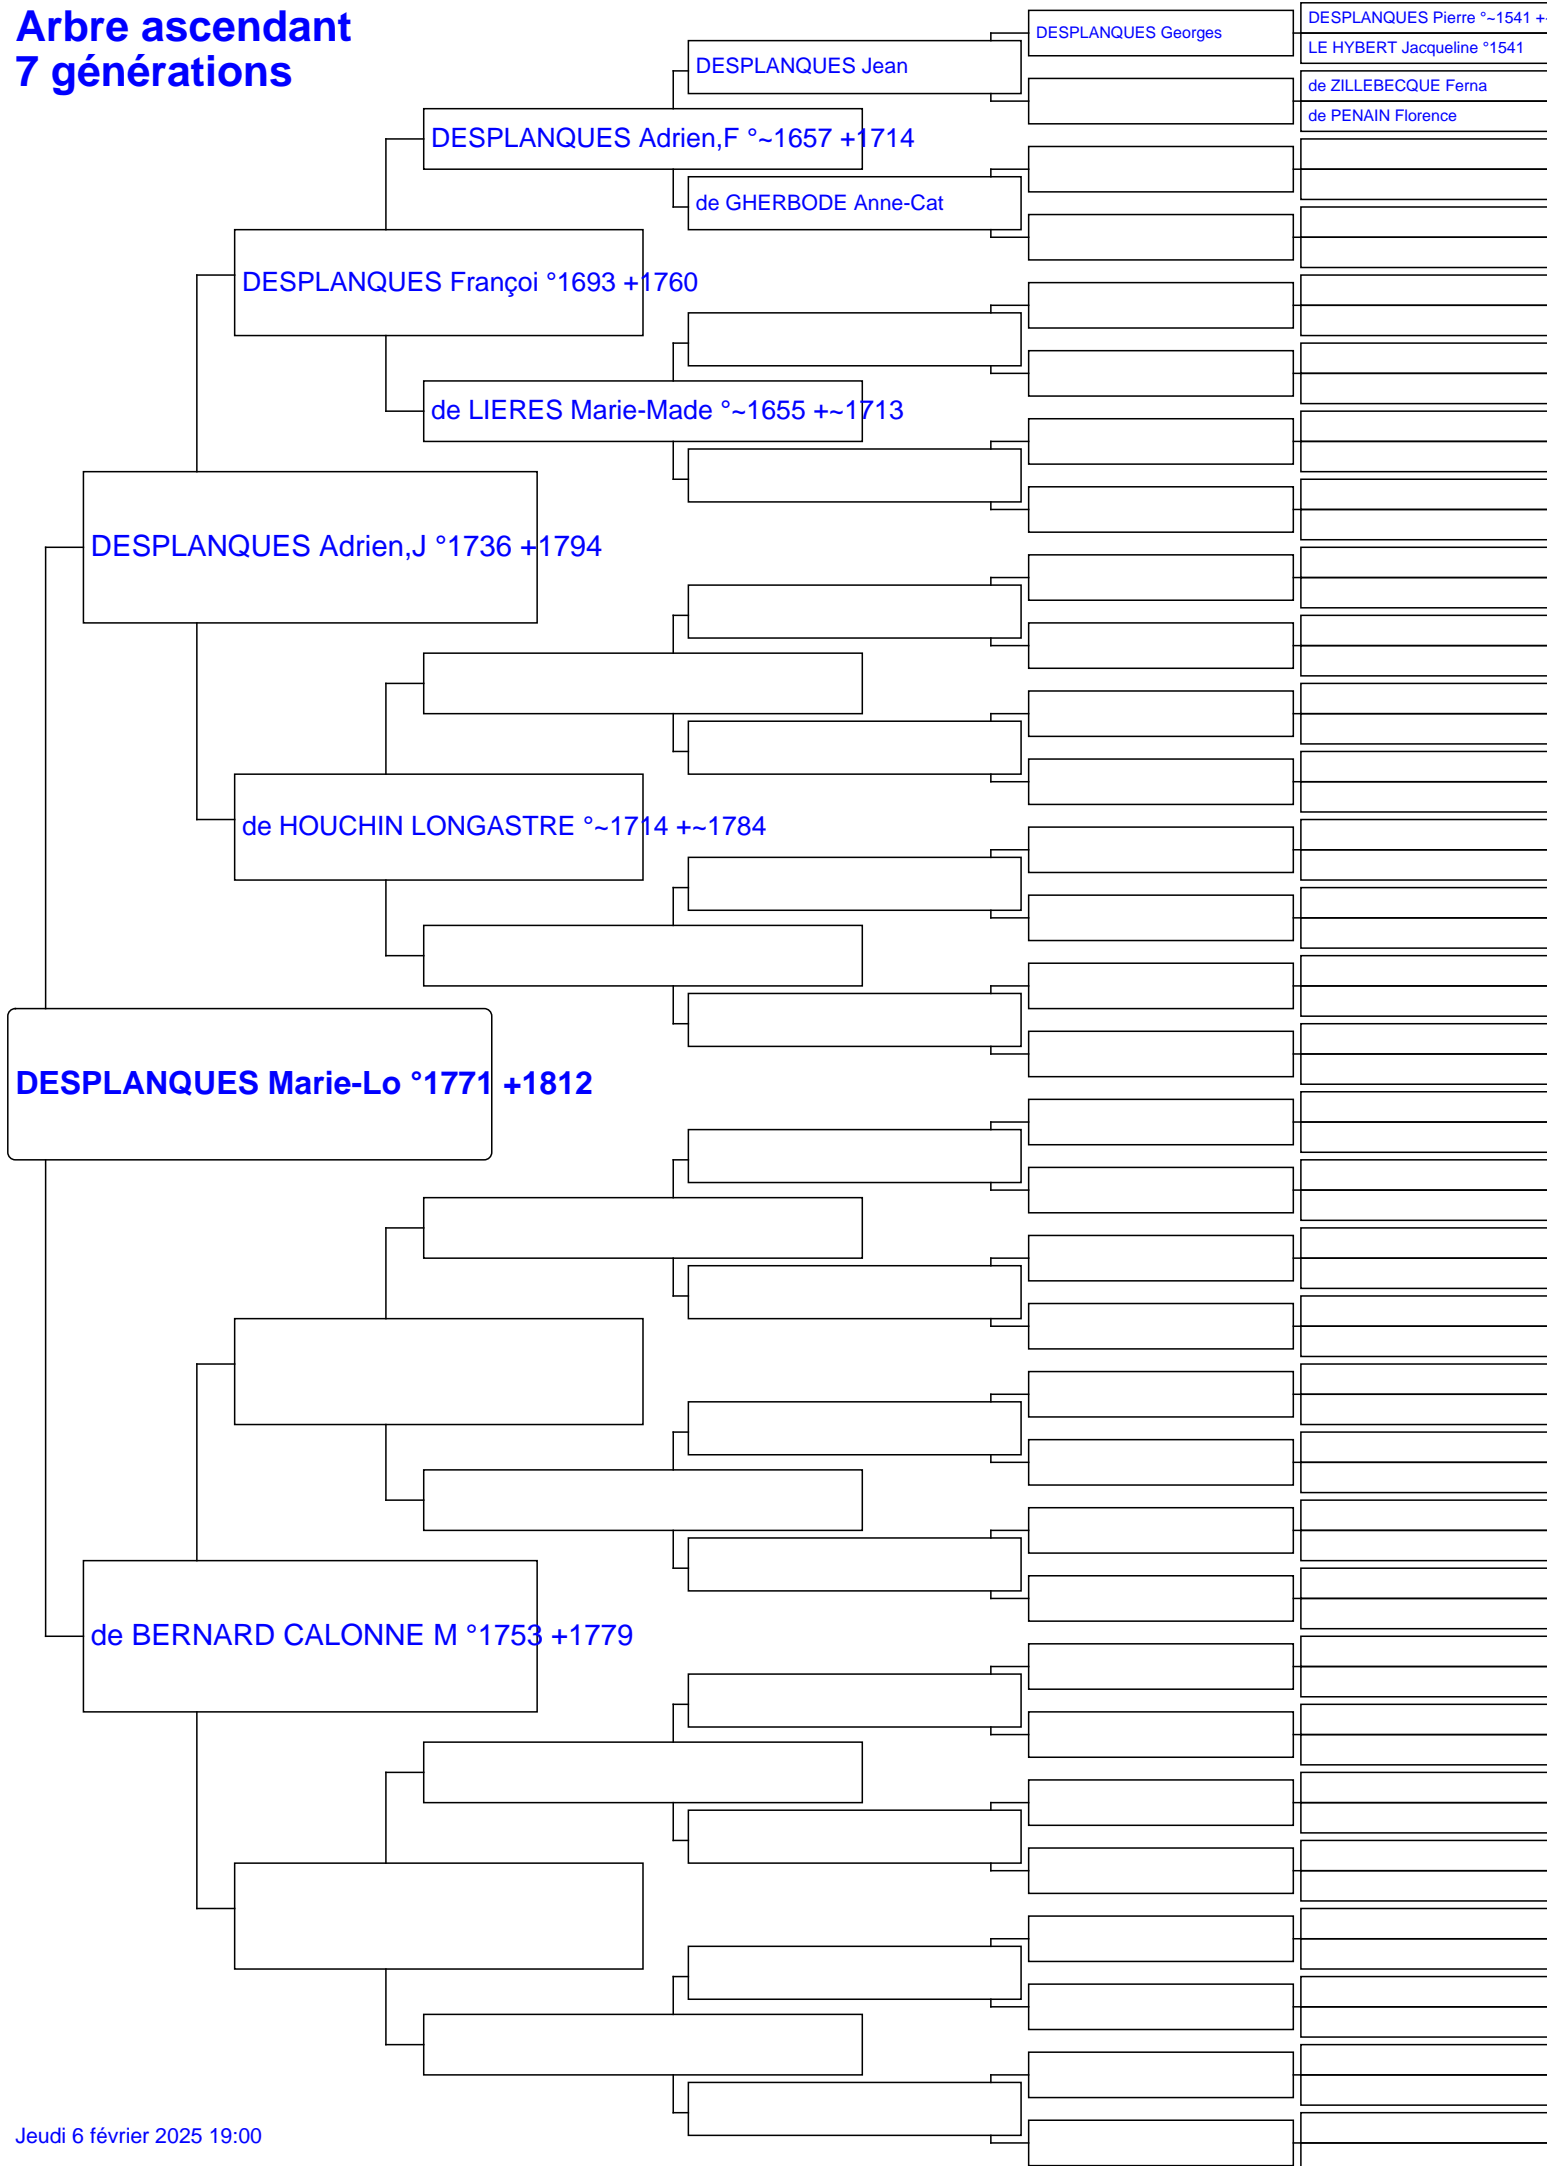 Arbre ascendant
7 générations
DESPLANQUES Pierre °~1541 +
LE HYBERT Jacqueline °1541
DESPLANQUES Georges
DESPLANQUES Jean
de ZILLEBECQUE Ferna
de PENAIN Florence
DESPLANQUES Adrien,F °~1657 +1714
de GHERBODE Anne-Cat
DESPLANQUES Françoi °1693 +1760
de LIERES Marie-Made °~1655 +~1713
DESPLANQUES Adrien,J °1736 +1794
de HOUCHIN LONGASTRE °~1714 +~1784
DESPLANQUES Marie-Lo °1771 +1812
de BERNARD CALONNE M °1753 +1779
Jeudi 6 février 2025 19:00